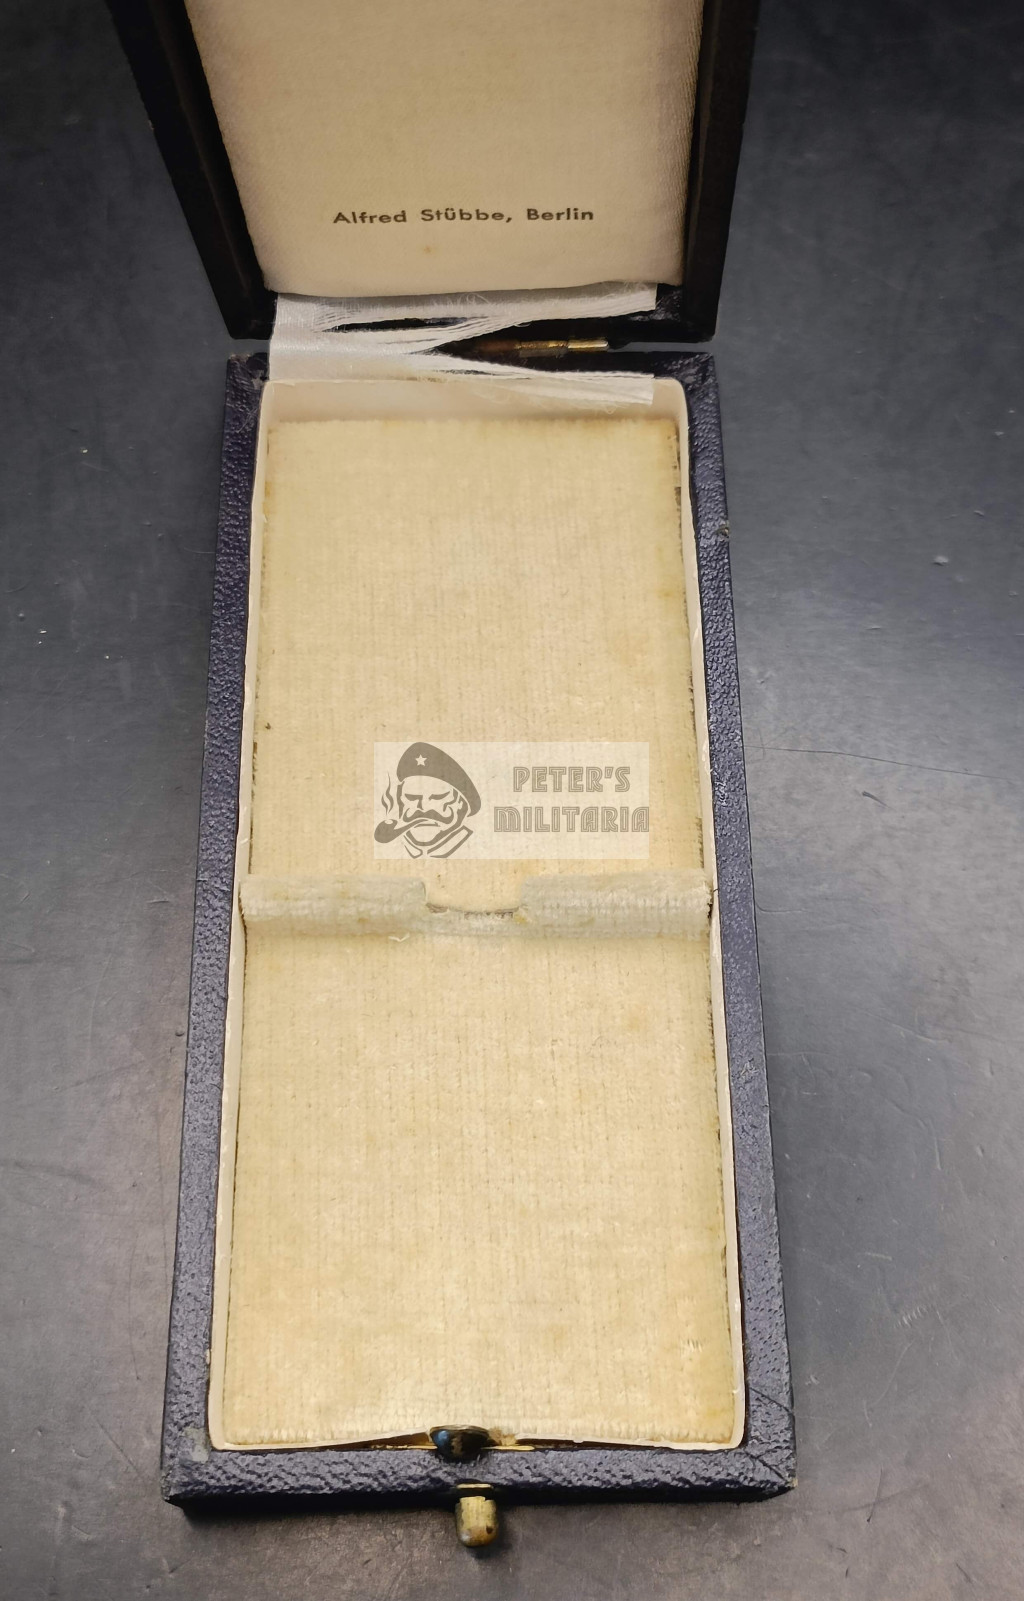 Alfred Stübbe, Berlin
PETER'S
MILITARIA